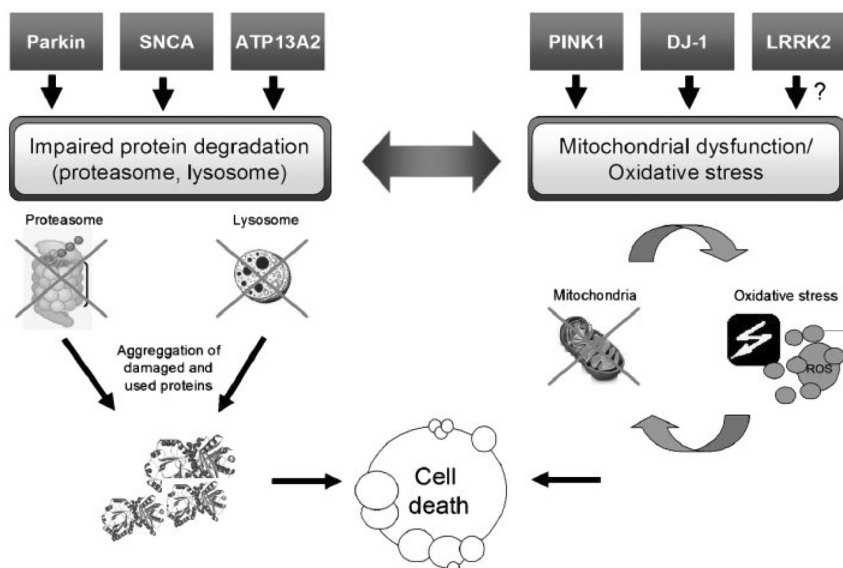 Parkin
SNCA
ATP13A2
PINK1
DJ-1
LRRK2
?
Impaired protein degradation
(proteasome, lysosome)
Mitochondrial dysfunction/
Oxidative stress
Proteasome
Lysosome
Mitochondria
Oxidative stress
ROS
Aggreggation of
damaged and
used proteins
Cell
death